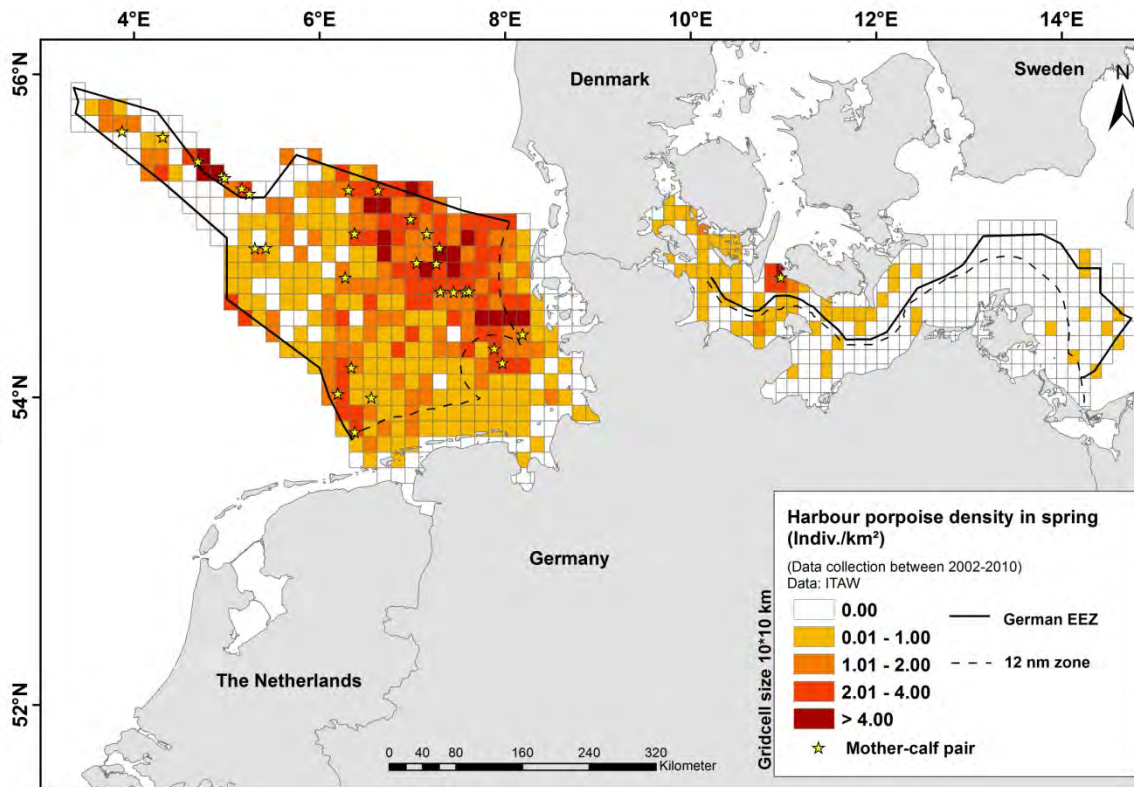 4°E 6°E 8°E 10°E 12°E 14°E
56°N
54°N
52°N
Denmark
Sweden
N
Germany
The Netherlands
0 40 80 160 240 320
Kilometer
Gridcell size 10*10 km
Harbour porpoise density in spring
(Indiv./km²)
(Data collection between 2002-2010)
Data: ITAW
0.00
0.01 - 1.00
1.01 - 2.00
2.01 - 4.00
> 4.00
Mother-calf pair
German EEZ
12 nm zone